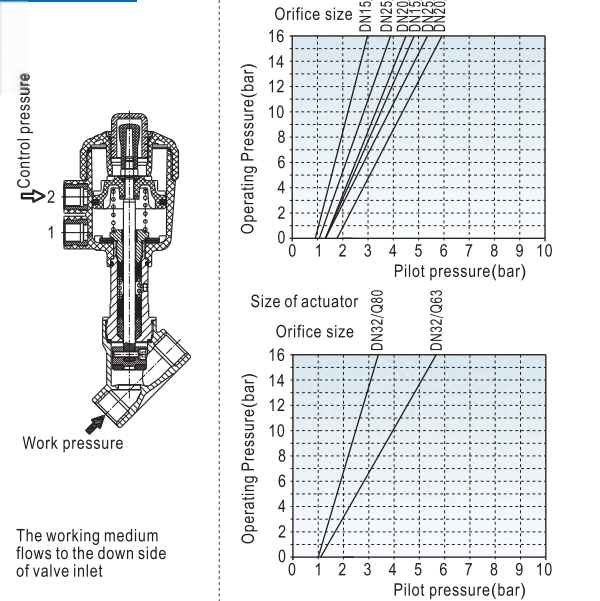 Control pressure
2
1
Work pressure
The working medium
flows to the down side
of valve inlet
Orifice size
DN15 DN25 DN20 DN15 DN25 DN20
Operating Pressure(bar)
16
14
12
10
8
6
4
2
0
0 1 2 3 4 5 6 7 8 9 10
Pilot pressure(bar)
Size of actuator
Orifice size
DN32/Q80 DN32/Q63
Operating Pressure(bar)
16
14
12
10
8
6
4
2
0
0 1 2 3 4 5 6 7 8 9 10
Pilot pressure(bar)